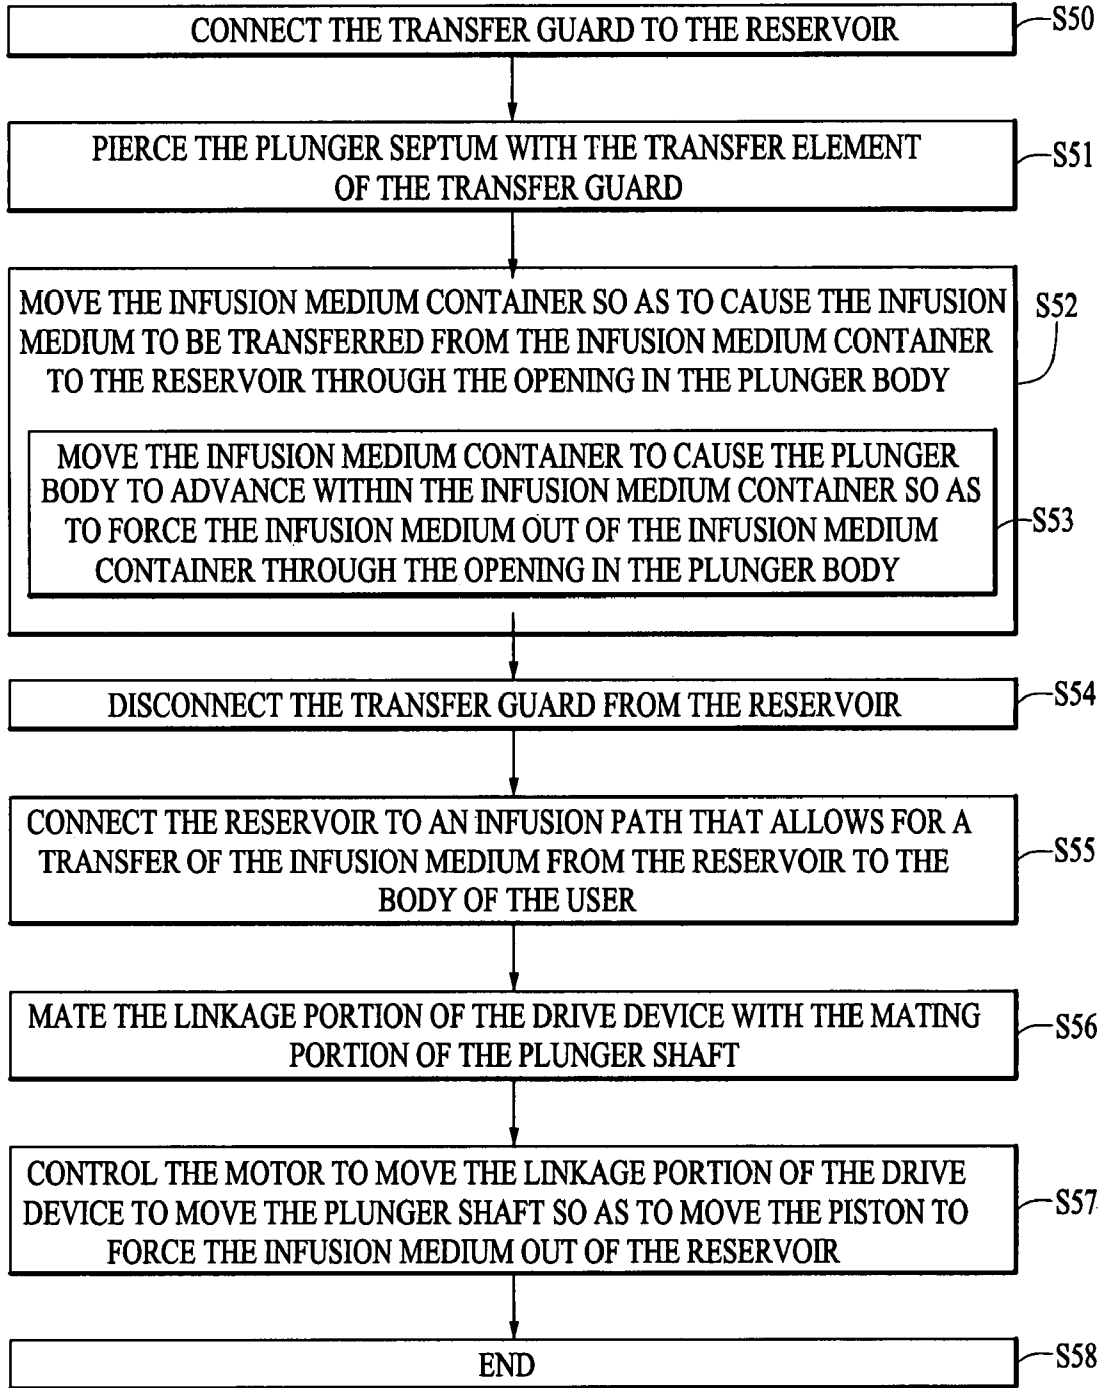 CONNECT THE TRANSFER GUARD TO THE RESERVOIR
S50
PIERCE THE PLUNGER SEPTUM WITH THE TRANSFER ELEMENT
OF THE TRANSFER GUARD
S51
MOVE THE INFUSION MEDIUM CONTAINER SO AS TO CAUSE THE INFUSION
MEDIUM TO BE TRANSFERRED FROM THE INFUSION MEDIUM CONTAINER
TO THE RESERVOIR THROUGH THE OPENING IN THE PLUNGER BODY
S52
MOVE THE INFUSION MEDIUM CONTAINER TO CAUSE THE PLUNGER
BODY TO ADVANCE WITHIN THE INFUSION MEDIUM CONTAINER SO AS
TO FORCE THE INFUSION MEDIUM OUT OF THE INFUSION MEDIUM
CONTAINER THROUGH THE OPENING IN THE PLUNGER BODY
S53
DISCONNECT THE TRANSFER GUARD FROM THE RESERVOIR
S54
CONNECT THE RESERVOIR TO AN INFUSION PATH THAT ALLOWS FOR A
TRANSFER OF THE INFUSION MEDIUM FROM THE RESERVOIR TO THE
BODY OF THE USER
S55
MATE THE LINKAGE PORTION OF THE DRIVE DEVICE WITH THE MATING
PORTION OF THE PLUNGER SHAFT
S56
CONTROL THE MOTOR TO MOVE THE LINKAGE PORTION OF THE DRIVE
DEVICE TO MOVE THE PLUNGER SHAFT SO AS TO MOVE THE PISTON TO
FORCE THE INFUSION MEDIUM OUT OF THE RESERVOIR
S57
END
S58